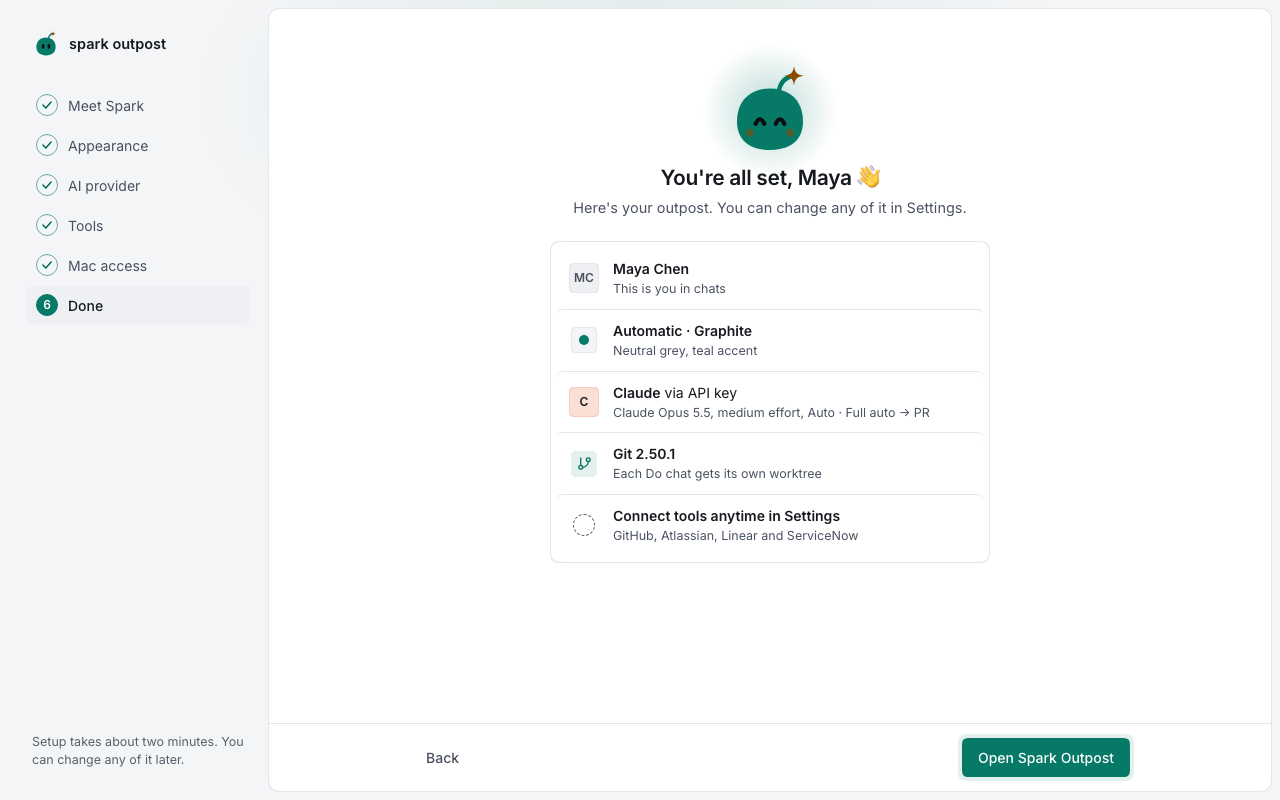 spark outpost
Meet Spark
Appearance
AI provider
Tools
Mac access
6 Done
Setup takes about two minutes. You
can change any of it later.
You're all set, Maya 👋
Here's your outpost. You can change any of it in Settings.
MC
Maya Chen
This is you in chats
Automatic · Graphite
Neutral grey, teal accent
C
Claude via API key
Claude Opus 5.5, medium effort, Auto · Full auto → PR
Git 2.50.1
Each Do chat gets its own worktree
Connect tools anytime in Settings
GitHub, Atlassian, Linear and ServiceNow
Back
Open Spark Outpost